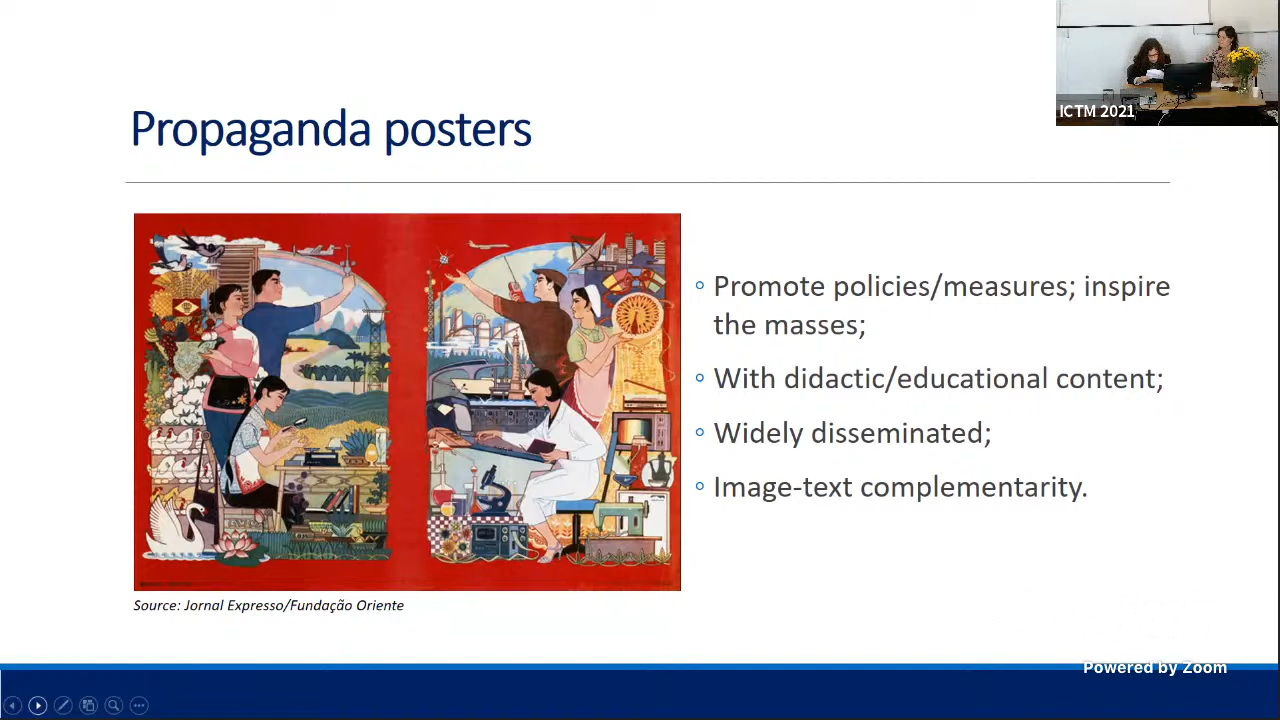 ICTM 2021
Propaganda posters
◦ Promote policies/measures; inspire
the masses;
◦ With didactic/educational content;
◦ Widely disseminated;
◦ Image-text complementarity.
Source: Jornal Expresso/Fundação Oriente
Powered by Zoom